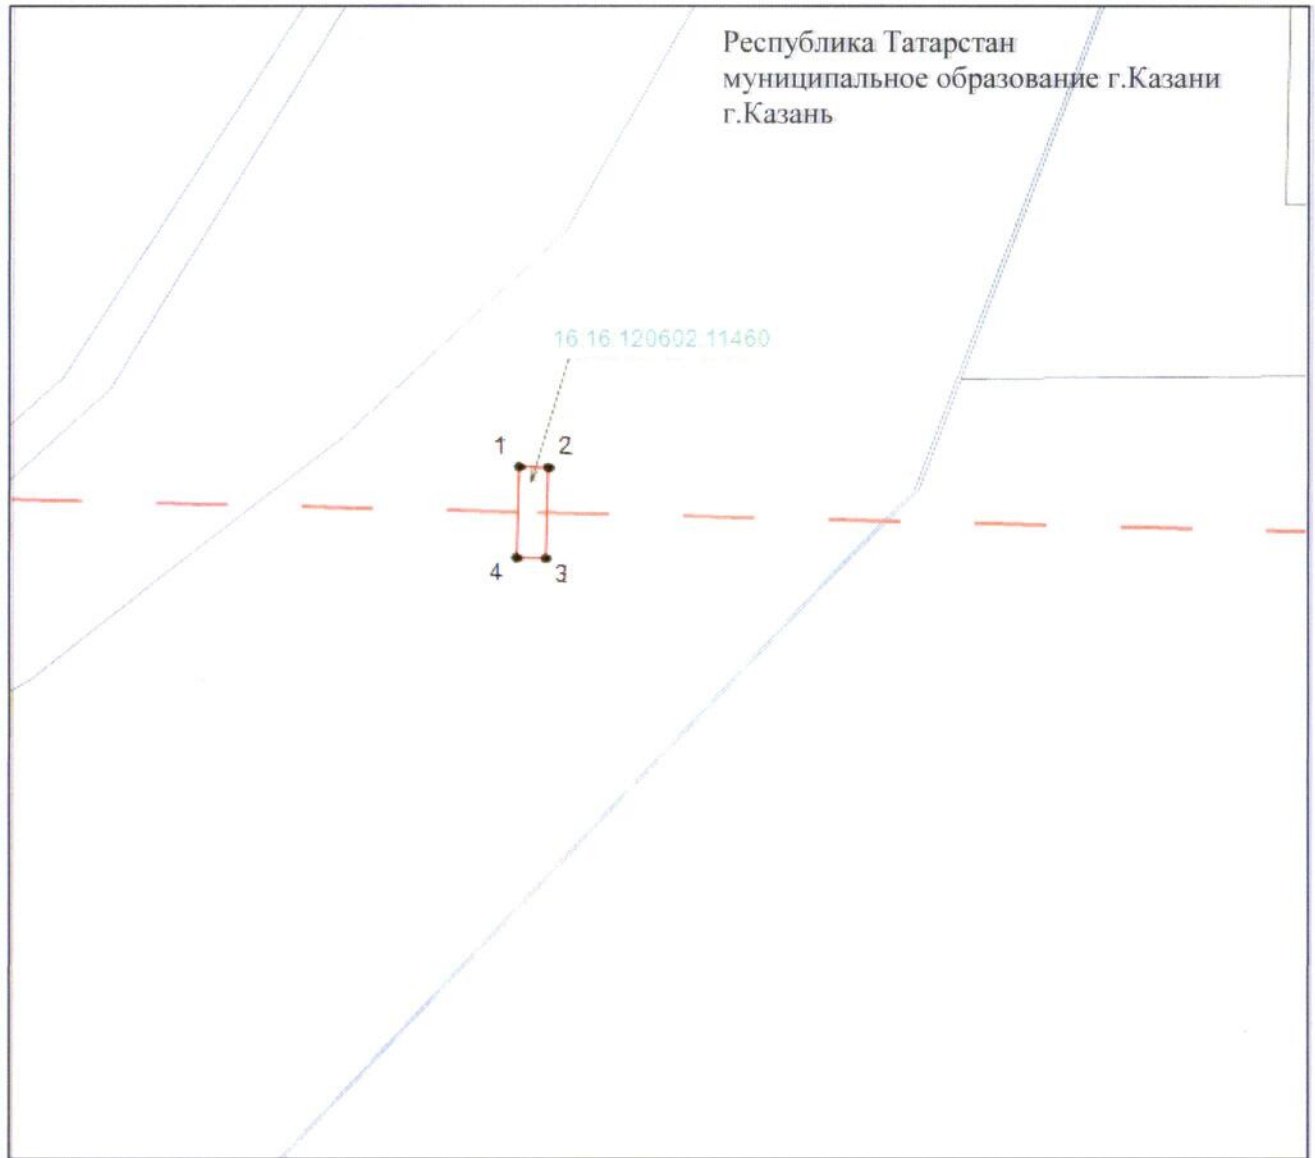 Республика Татарстан
муниципальное образование г.Казани
г.Казань
16 16 120602 11460
1 2
4 3